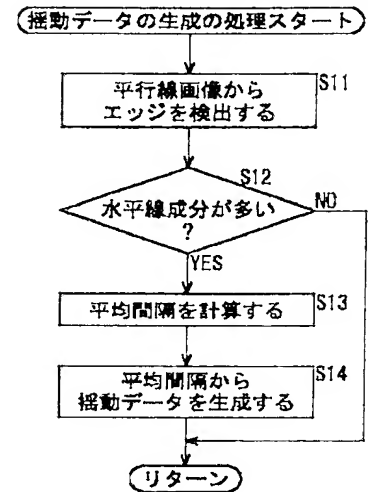 揺動データの生成の処理スタート
平行線画像から
エッジを検出する
S11
S12
水平線成分が多い
?
NO
YES
平均間隔を計算する
S13
平均間隔から
揺動データを生成する
S14
リターン